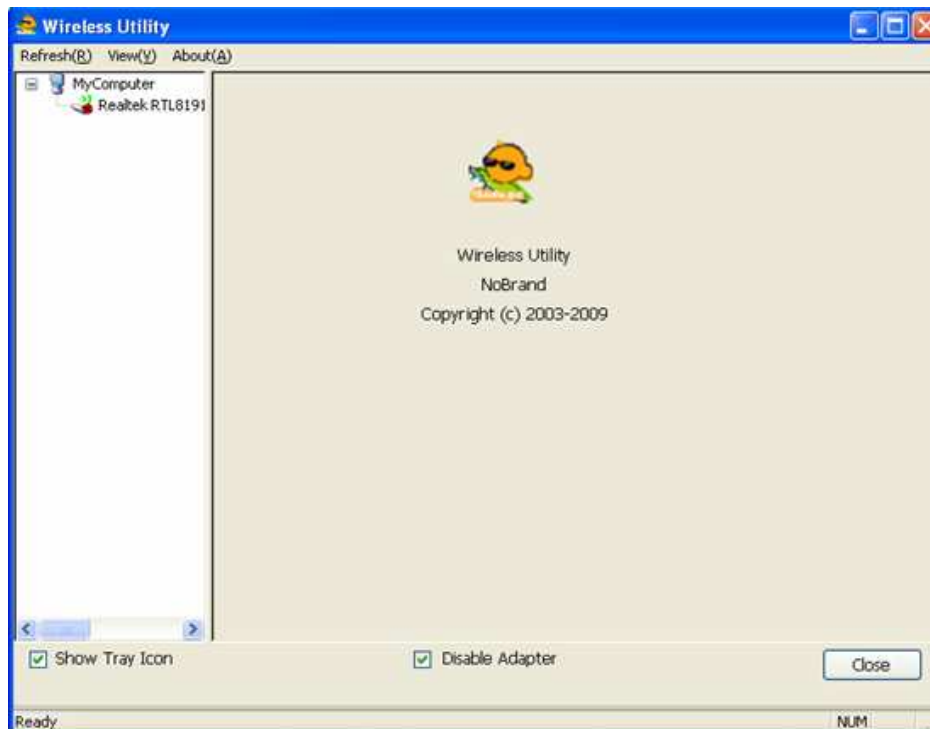 Wireless Utility
Refresh(R) View(V) About(A)
MyComputer
Realtek RTL8191
Wireless Utility
NoBrand
Copyright (c) 2003-2009
Show Tray Icon
Disable Adapter
Close
Ready
NUM